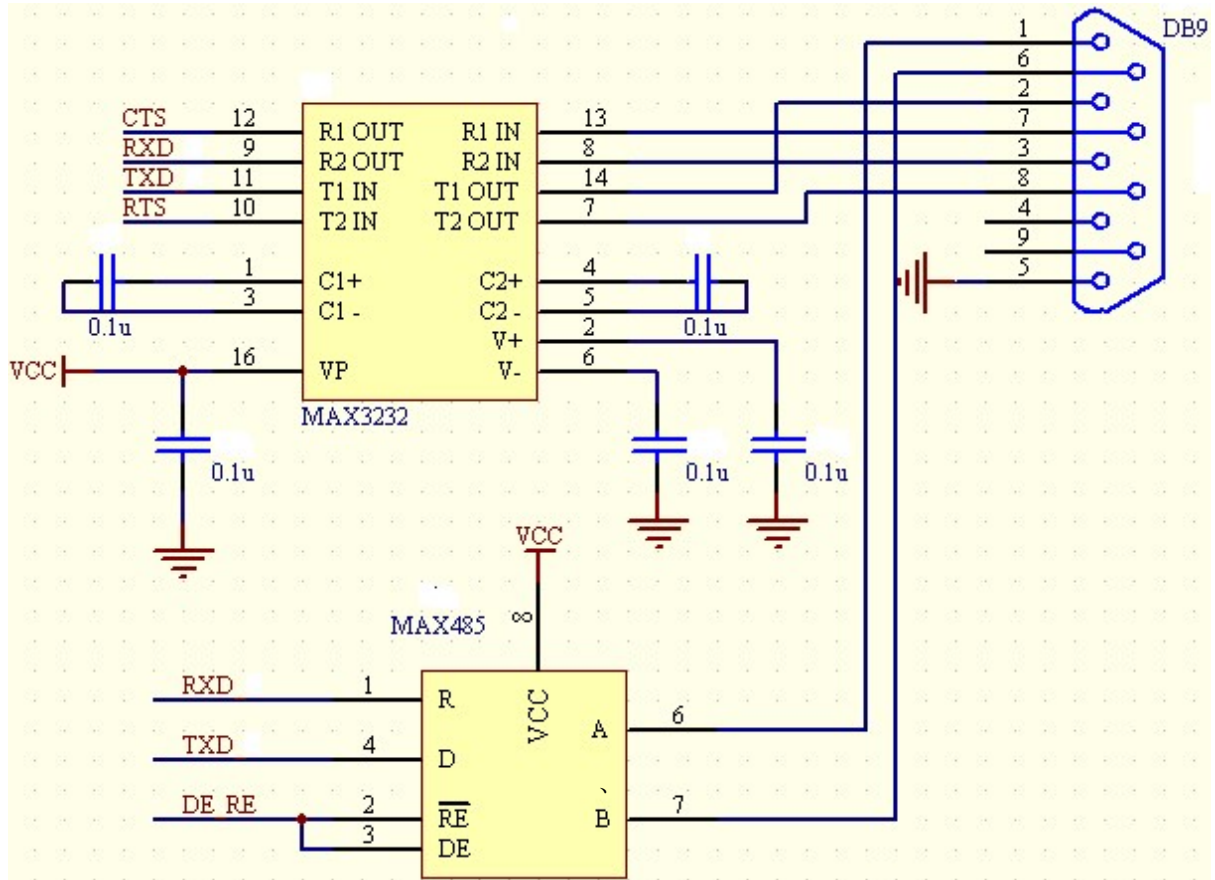 DB9
1
6
2
7
3
8
4
9
5
CTS 12 R1 OUT R1 IN 13
RXD 9 R2 OUT R2 IN 8
TXD 11 T1 IN T1 OUT 14
RTS 10 T2 IN T2 OUT 7
1 C1+ C2+ 4
3 C1 - C2 - 5
0.1u 0.1u
V+ 2
VCC 16 VP V- 6
MAX3232
0.1u 0.1u 0.1u
VCC
MAX485 8
RXD 1 R VCC A 6
TXD 4 D
DE RE 2 RE B 7
3 DE